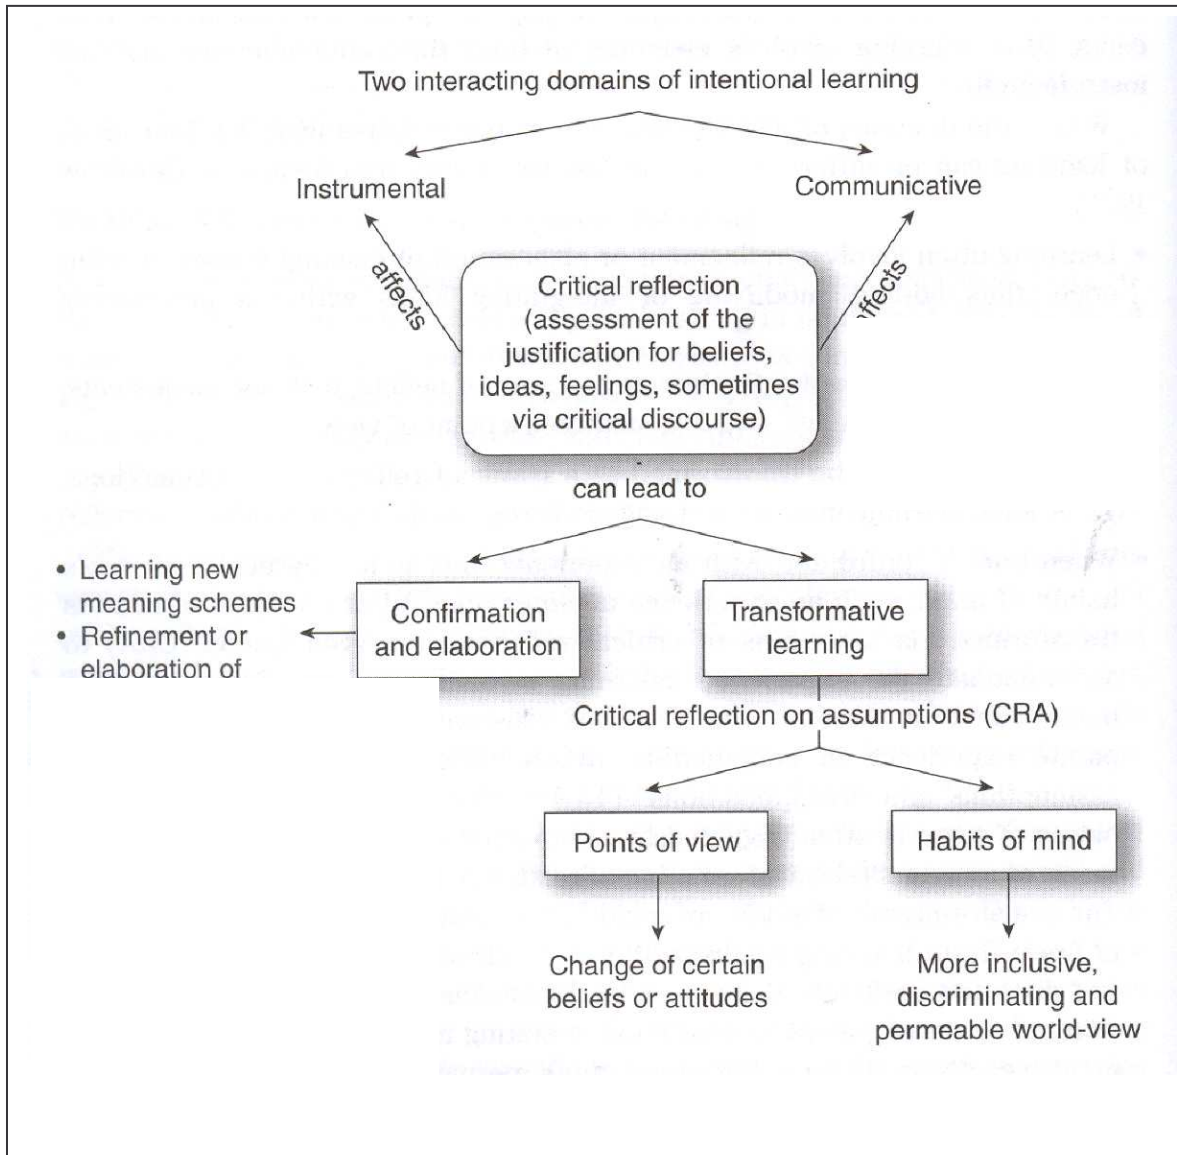 Two interacting domains of intentional learning
Instrumental
Communicative
affects
affects
Critical reflection
(assessment of the
justification for beliefs,
ideas, feelings, sometimes
via critical discourse)
can lead to
• Learning new
meaning schemes
• Refinement or
elaboration of
Confirmation
and elaboration
Transformative
learning
Critical reflection on assumptions (CRA)
Points of view
Habits of mind
Change of certain
beliefs or attitudes
More inclusive,
discriminating and
permeable world-view